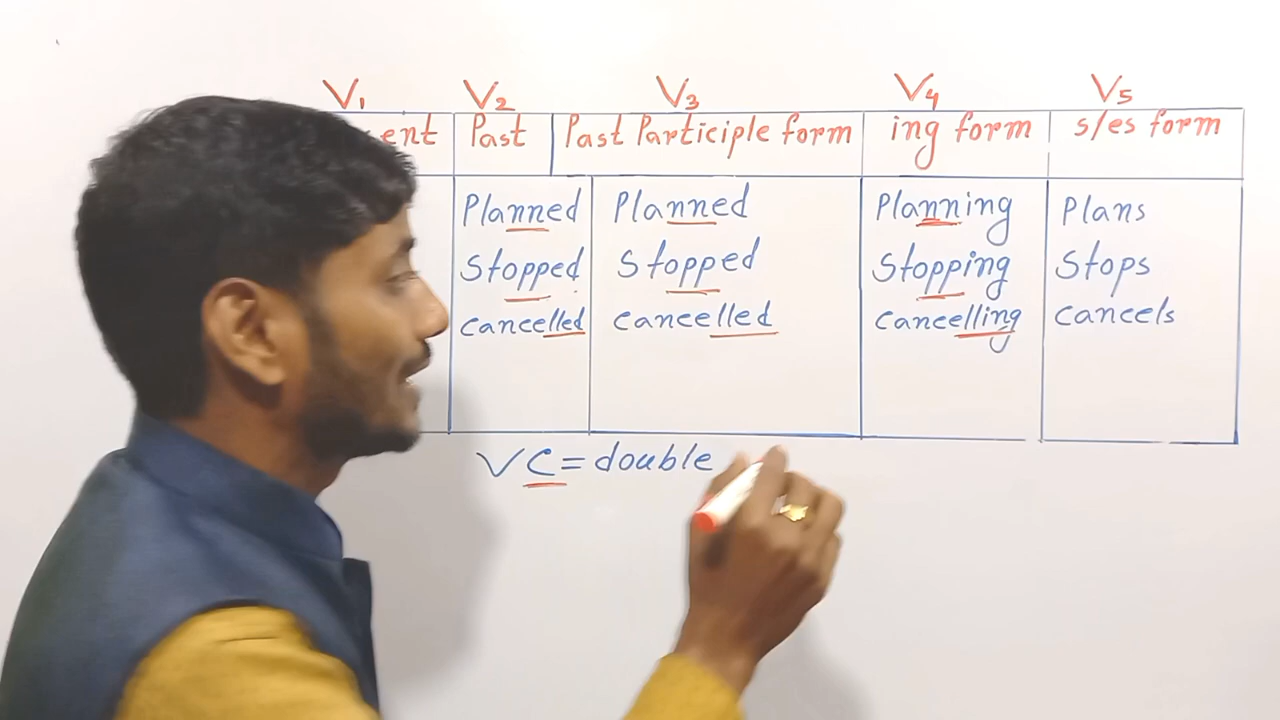 V₁ V₂ V₃ V₄ V₅
ent Past Past Participle form ing form s/es form
Planned Planned Planning Plans
Stopped Stopped Stopping Stops
cancelled cancelled cancelling cancels
VC = double